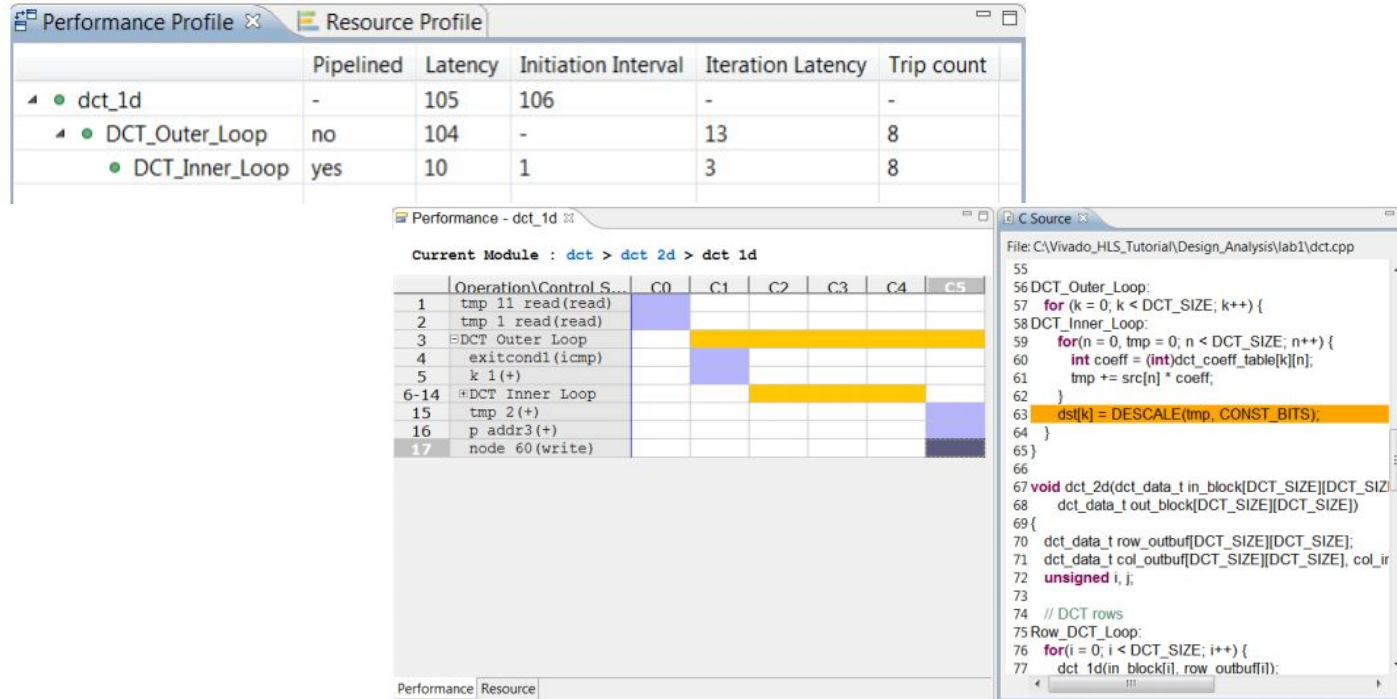 Performance Profile Resource Profile
Pipelined Latency Initiation Interval Iteration Latency Trip count
dct_1d - 105 106 - -
DCT_Outer_Loop no 104 - 13 8
DCT_Inner_Loop yes 10 1 3 8
Performance - dct_1d
Current Module : dct > dct 2d > dct 1d
Operation\Control S... C0 C1 C2 C3 C4 C5
1 tmp 11 read(read)
2 tmp 1 read(read)
3 DCT Outer Loop
4 exitcond1(icmp)
5 k 1(+)
6-14 DCT Inner Loop
15 tmp 2(+)
16 p addr3(+)
17 node 60(write)
Performance Resource
C Source
File: C:\Vivado_HLS_Tutorial\Design_Analysis\lab1\dct.cpp
55
56 DCT_Outer_Loop:
57 for (k = 0; k < DCT_SIZE; k++) {
58 DCT_Inner_Loop:
59 for(n = 0, tmp = 0; n < DCT_SIZE; n++) {
60 int coeff = (int)dct_coeff_table[k][n];
61 tmp += src[n] * coeff;
62 }
63 dst[k] = DESCALE(tmp, CONST_BITS);
64 }
65 }
66
67 void dct_2d(dct_data_t in_block[DCT_SIZE][DCT_SIZ
68 dct_data_t out_block[DCT_SIZE][DCT_SIZE])
69 {
70 dct_data_t row_outbuf[DCT_SIZE][DCT_SIZE];
71 dct_data_t col_outbuf[DCT_SIZE][DCT_SIZE], col_ir
72 unsigned i, j;
73
74 // DCT rows
75 Row_DCT_Loop:
76 for(i = 0; i < DCT_SIZE; i++) {
77 dct_1d(in_block[i], row_outbuf[i]);